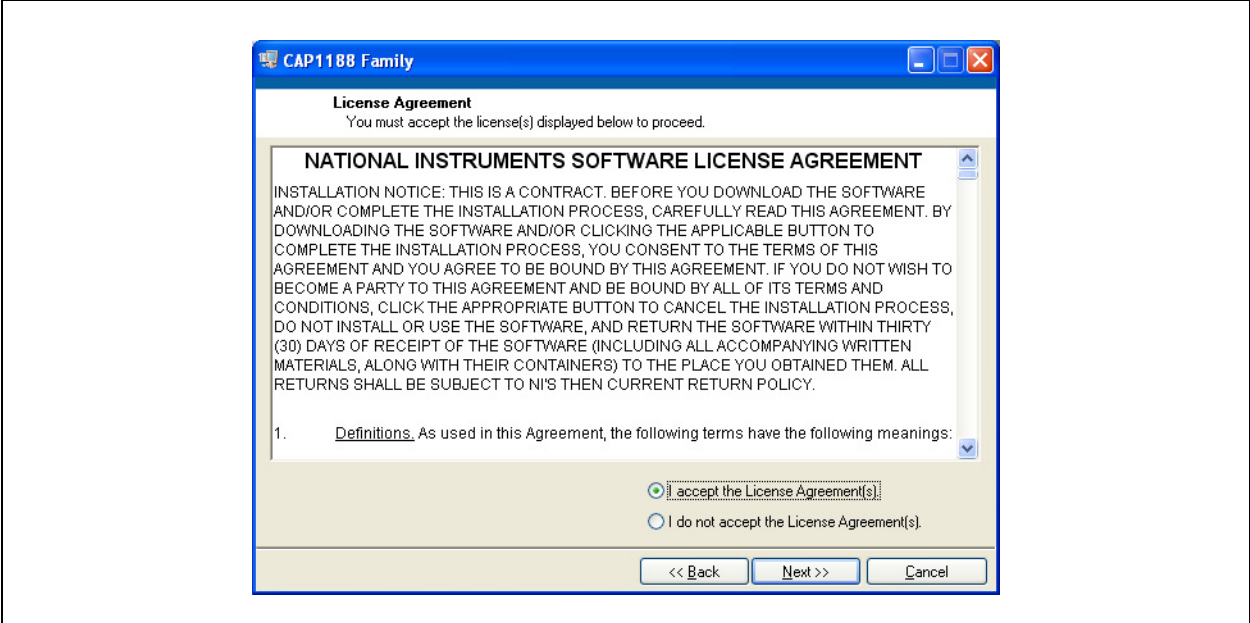 CAP1188 Family
License Agreement
You must accept the license(s) displayed below to proceed.
NATIONAL INSTRUMENTS SOFTWARE LICENSE AGREEMENT
INSTALLATION NOTICE: THIS IS A CONTRACT. BEFORE YOU DOWNLOAD THE SOFTWARE
AND/OR COMPLETE THE INSTALLATION PROCESS, CAREFULLY READ THIS AGREEMENT. BY
DOWNLOADING THE SOFTWARE AND/OR CLICKING THE APPLICABLE BUTTON TO
COMPLETE THE INSTALLATION PROCESS, YOU CONSENT TO THE TERMS OF THIS
AGREEMENT AND YOU AGREE TO BE BOUND BY THIS AGREEMENT. IF YOU DO NOT WISH TO
BECOME A PARTY TO THIS AGREEMENT AND BE BOUND BY ALL OF ITS TERMS AND
CONDITIONS, CLICK THE APPROPRIATE BUTTON TO CANCEL THE INSTALLATION PROCESS,
DO NOT INSTALL OR USE THE SOFTWARE, AND RETURN THE SOFTWARE WITHIN THIRTY
(30) DAYS OF RECEIPT OF THE SOFTWARE (INCLUDING ALL ACCOMPANYING WRITTEN
MATERIALS, ALONG WITH THEIR CONTAINERS) TO THE PLACE YOU OBTAINED THEM. ALL
RETURNS SHALL BE SUBJECT TO NI'S THEN CURRENT RETURN POLICY.
1. Definitions. As used in this Agreement, the following terms have the following meanings:
I accept the License Agreement(s).
I do not accept the License Agreement(s).
<< Back Next >> Cancel